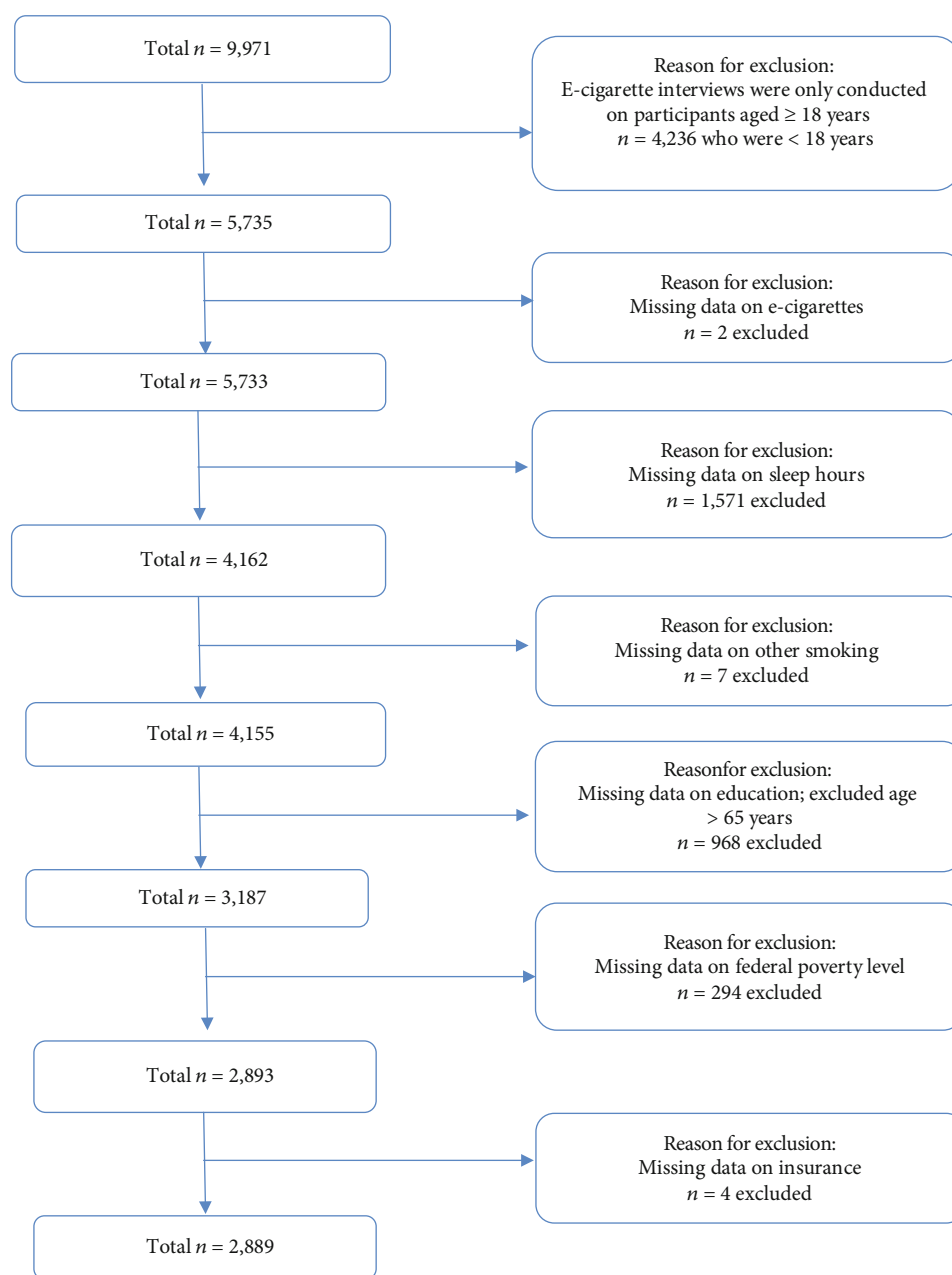 Total n = 9,971
Reason for exclusion:
E-cigarette interviews were only conducted
on participants aged ≥ 18 years
n = 4,236 who were < 18 years
Total n = 5,735
Reason for exclusion:
Missing data on e-cigarettes
n = 2 excluded
Total n = 5,733
Reason for exclusion:
Missing data on sleep hours
n = 1,571 excluded
Total n = 4,162
Reason for exclusion:
Missing data on other smoking
n = 7 excluded
Total n = 4,155
Reasonfor exclusion:
Missing data on education; excluded age
> 65 years
n = 968 excluded
Total n = 3,187
Reason for exclusion:
Missing data on federal poverty level
n = 294 excluded
Total n = 2,893
Reason for exclusion:
Missing data on insurance
n = 4 excluded
Total n = 2,889